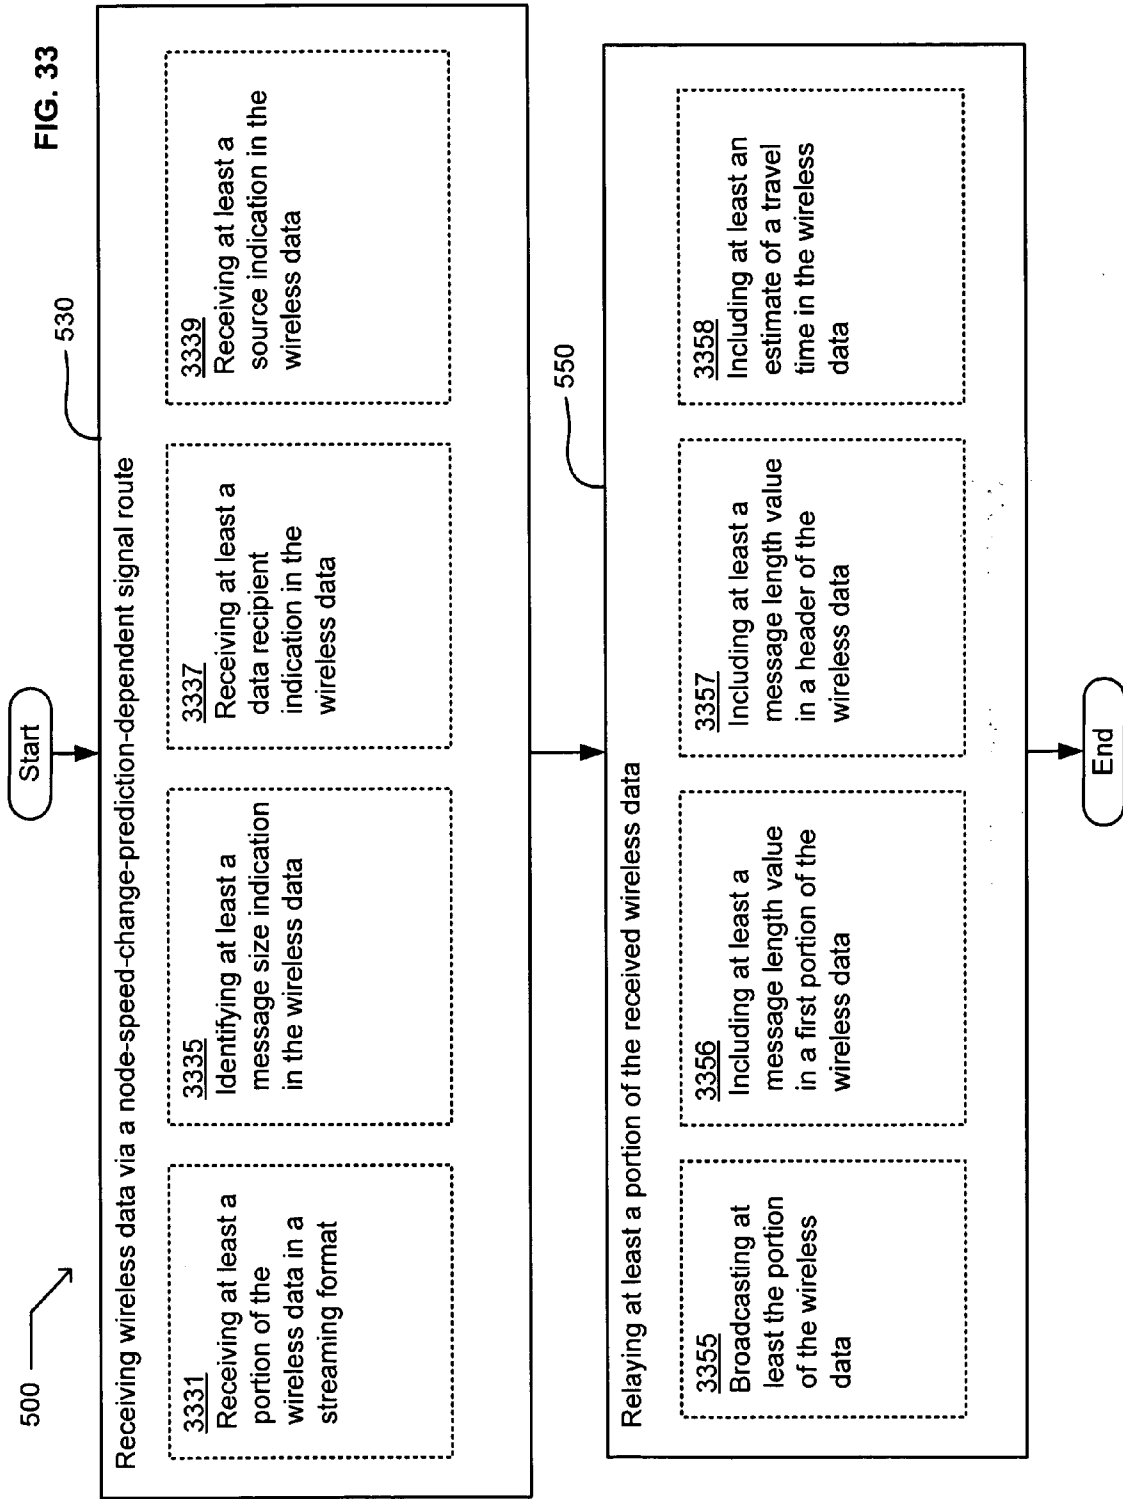 FIG. 33
500
Start
530
Receiving wireless data via a node-speed-change-prediction-dependent signal route
3331
Receiving at least a
portion of the
wireless data in a
streaming format
3335
Identifying at least a
message size indication
in the wireless data
3337
Receiving at least a
data recipient
indication in the
wireless data
3339
Receiving at least a
source indication in the
wireless data
550
Relaying at least a portion of the received wireless data
3355
Broadcasting at
least the portion
of the wireless
data
3356
Including at least a
message length value
in a first portion of the
wireless data
3357
Including at least a
message length value
in a header of the
wireless data
3358
Including at least an
estimate of a travel
time in the wireless
data
End